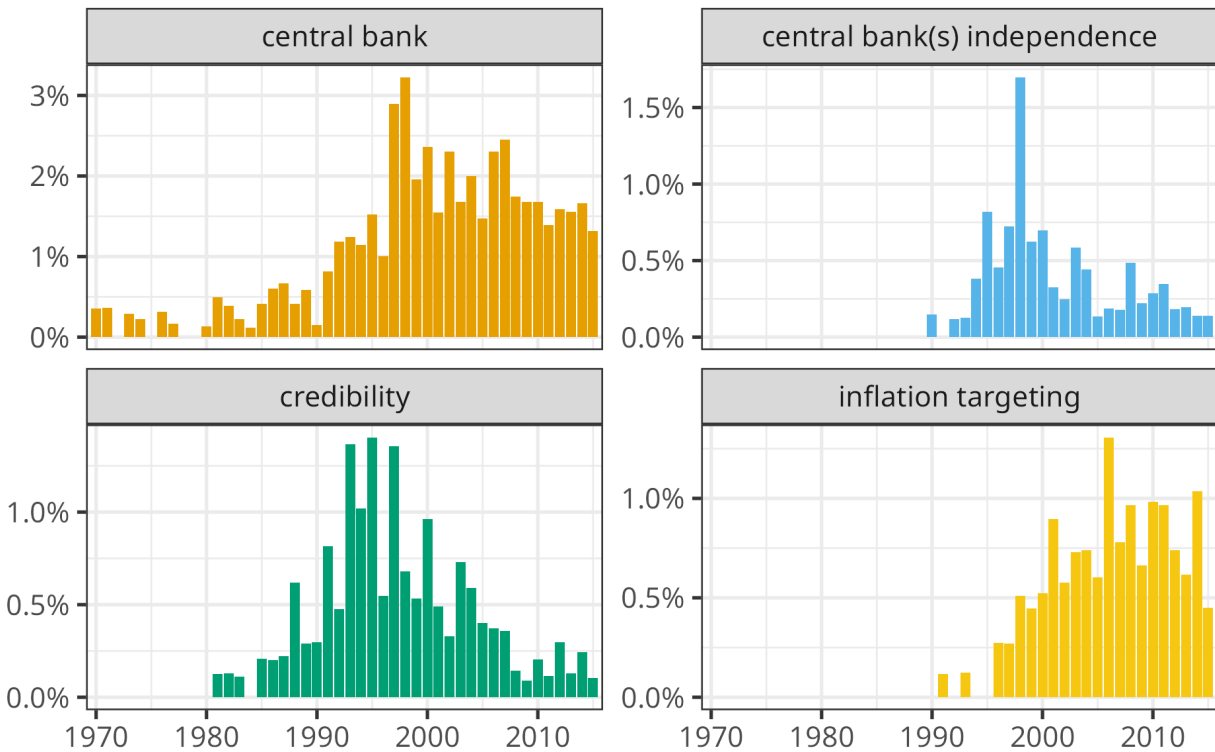 central bank
central bank(s) independence
3%
2%
1%
0%
1.5%
1.0%
0.5%
0.0%
credibility
inflation targeting
1.0%
0.5%
0.0%
1.0%
0.5%
0.0%
1970 1980 1990 2000 2010
1970 1980 1990 2000 2010